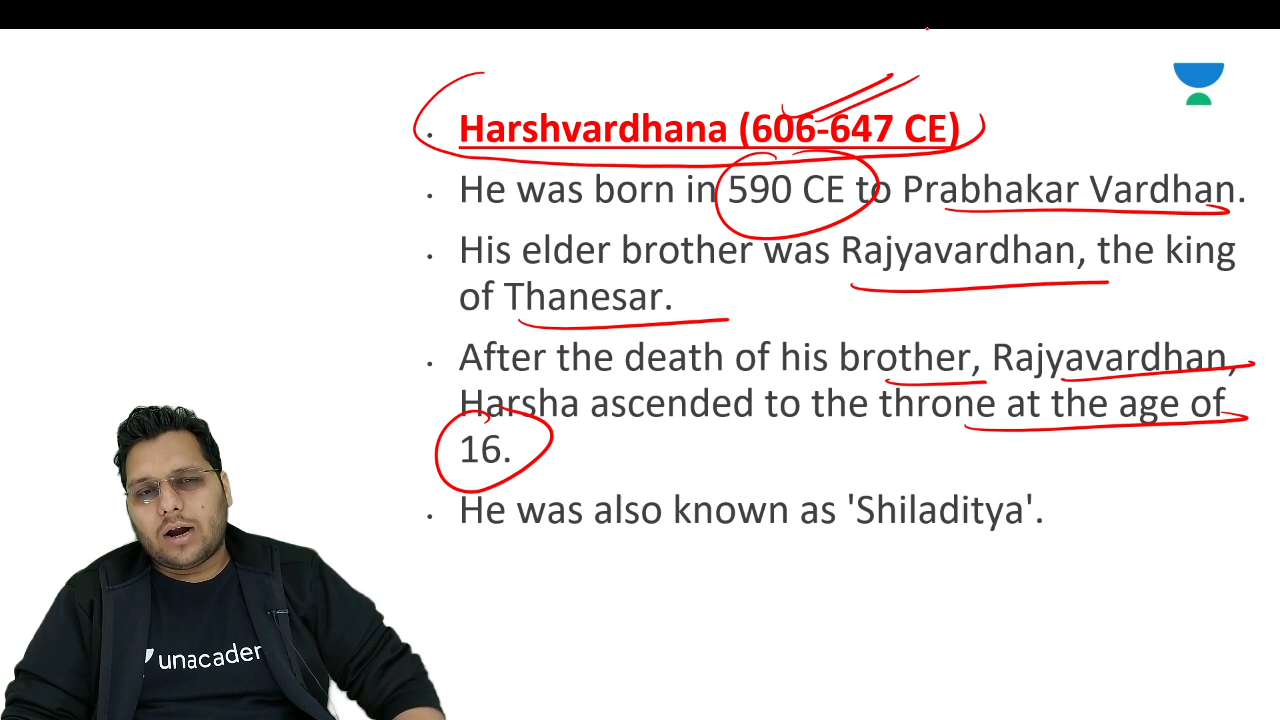 Harshvardhana (606-647 CE)
He was born in 590 CE to Prabhakar Vardhan.
His elder brother was Rajyavardhan, the king
of Thanesar.
After the death of his brother, Rajyavardhan,
Harsha ascended to the throne at the age of
16.
He was also known as 'Shiladitya'.
unacader